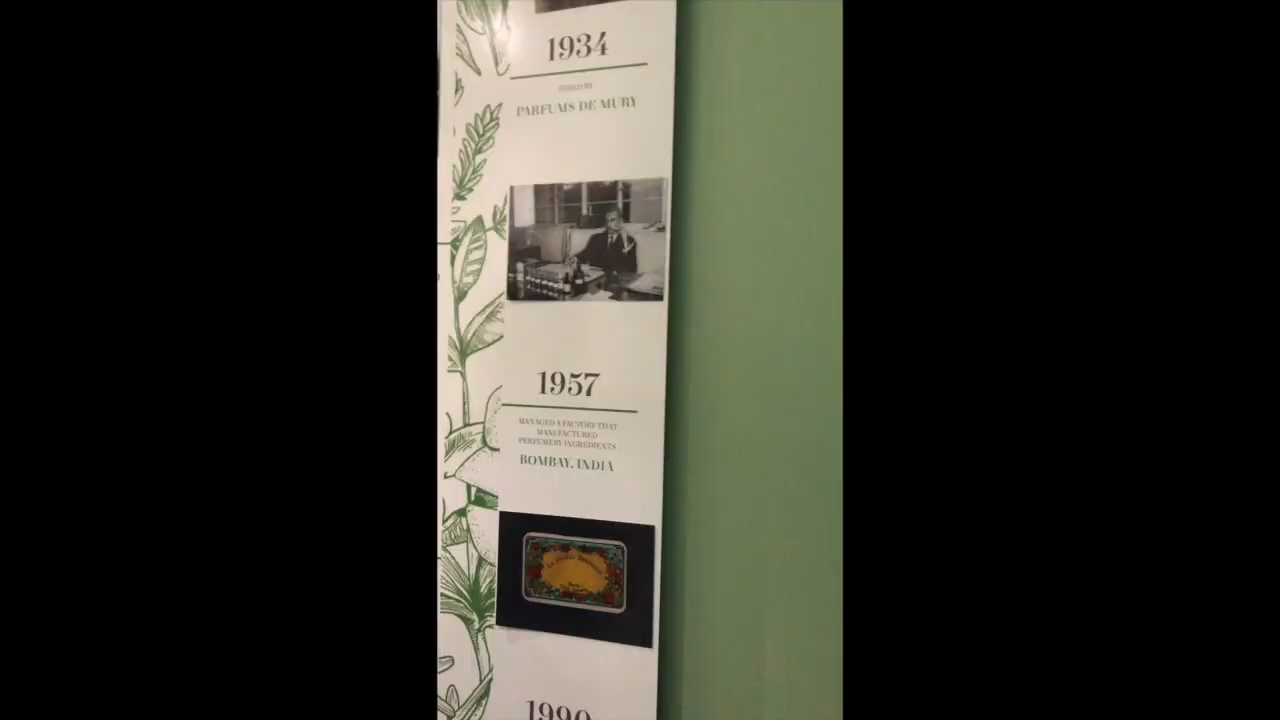 1934
PARFUMS DE MURY
1957
MANAGED A FACTORY THAT
MANUFACTURED
PERFUMERY INGREDIENTS
BOMBAY, INDIA
1990